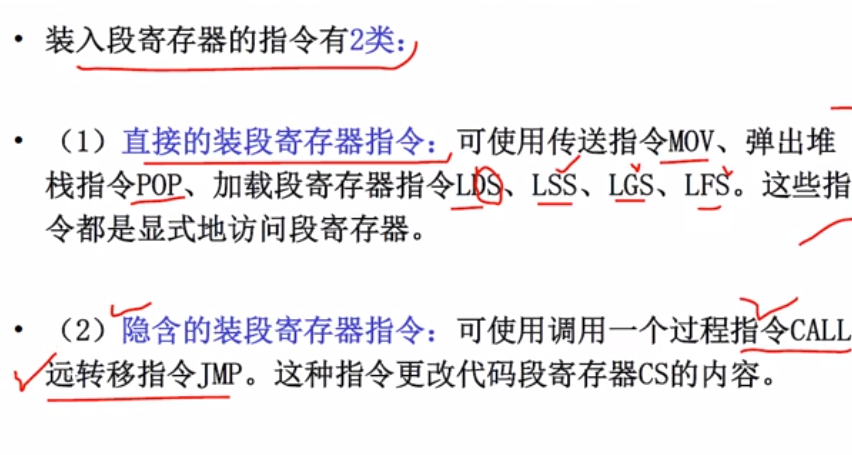 • 装入段寄存器的指令有2类：
• （1）直接的装段寄存器指令：可使用传送指令MOV、弹出堆
栈指令POP、加载段寄存器指令LDS、LSS、LGS、LFS。这些指
令都是显式地访问段寄存器。
• （2）隐含的装段寄存器指令：可使用调用一个过程指令CALL
远转移指令JMP。这种指令更改代码段寄存器CS的内容。